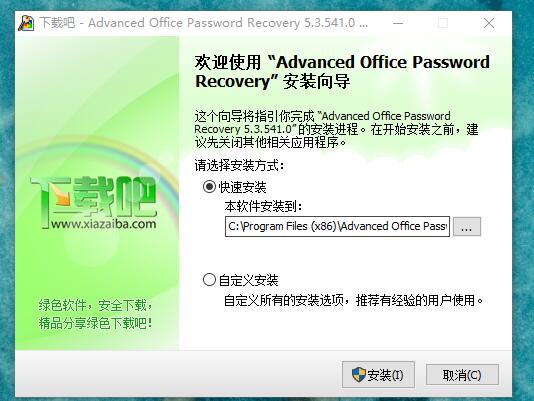 下载吧 - Advanced Office Password Recovery 5.3.541.0 ...
欢迎使用 “Advanced Office Password
Recovery” 安装向导
这个向导将指引你完成 “Advanced Office Password
Recovery 5.3.541.0”的安装进程。在开始安装之前，建
议先关闭其他相关应用程序。
请选择安装方式：
快速安装
本软件安装到：
C:\Program Files (x86)\Advanced Office Passw
...
自定义安装
自定义所有的安装选项，推荐有经验的用户使用。
下载吧
www.xiazaiba.com
绿色软件，安全下载，
精品分享绿色下载吧！
安装(I)
取消(C)